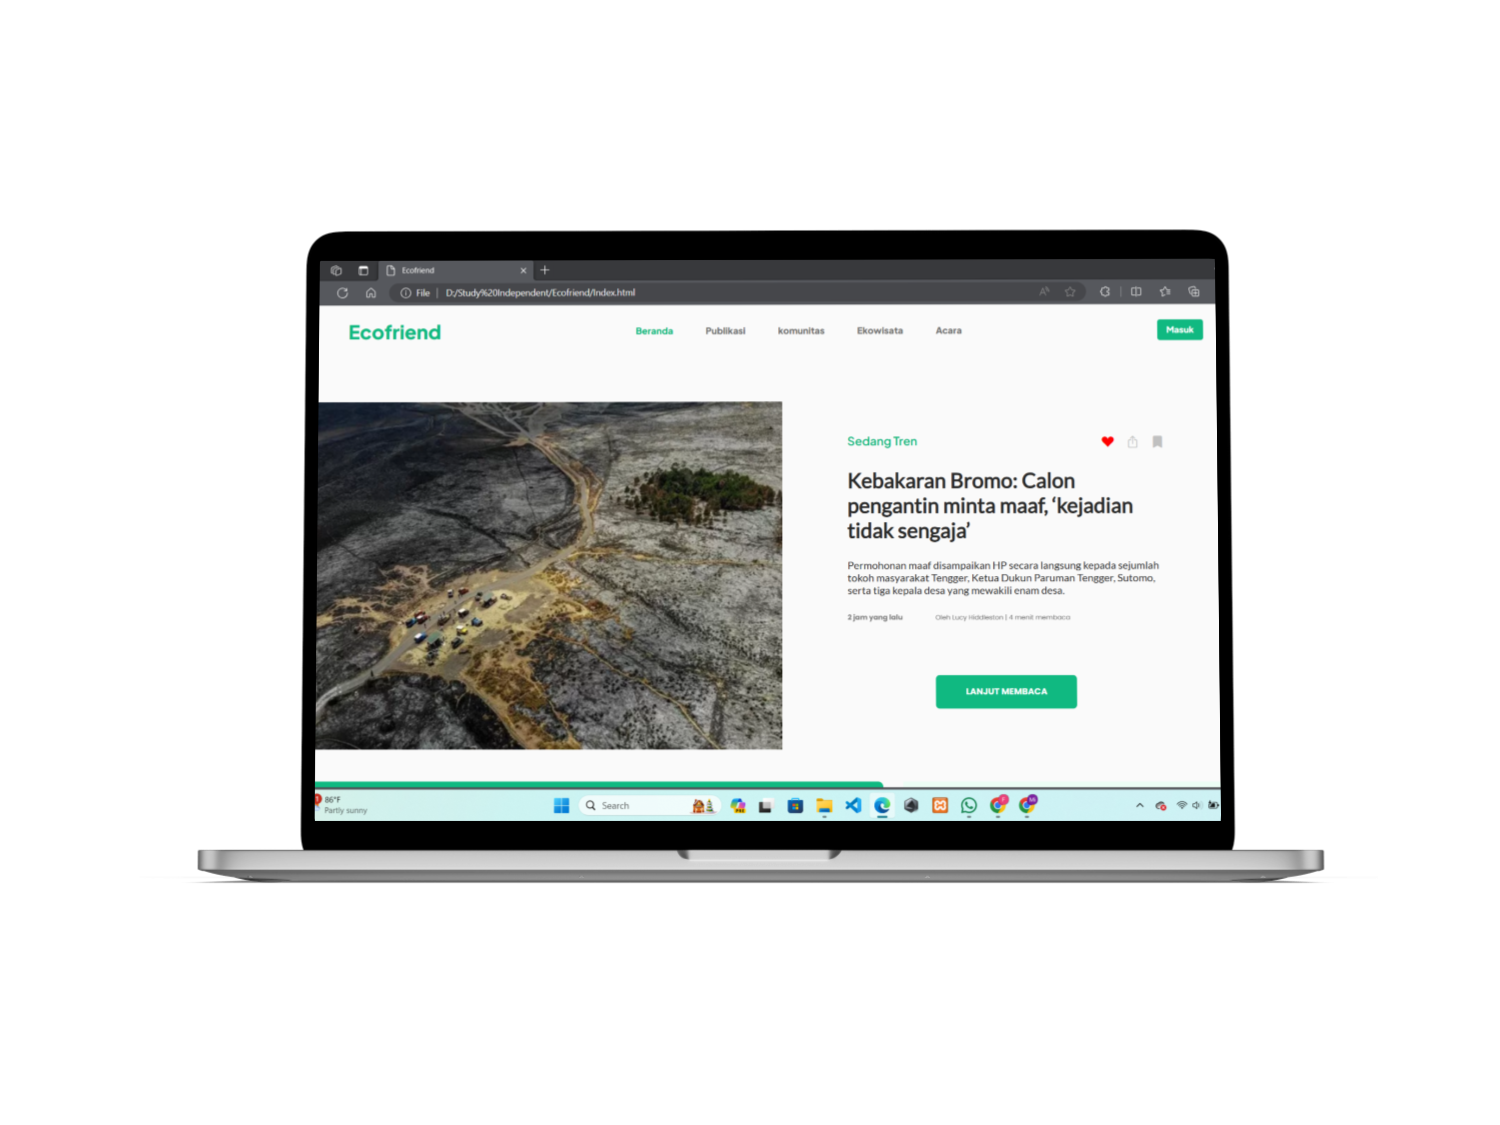 Ecofriend
File
D:/Study%20Independent/Ecofriend/Index.html
Ecofriend
Beranda
Publikasi
komunitas
Ekowisata
Acara
Masuk
Sedang Tren
Kebakaran Bromo: Calon
pengantin minta maaf, ‘kejadian
tidak sengaja’
Permohonan maaf disampaikan HP secara langsung kepada sejumlah
tokoh masyarakat Tengger, Ketua Dukun Paruman Tengger, Sutomo,
serta tiga kepala desa yang mewakili enam desa.
2 jam yang lalu
Oleh Lucy Hiddleston | 4 menit membaca
LANJUT MEMBACA
86°F
Partly sunny
Search